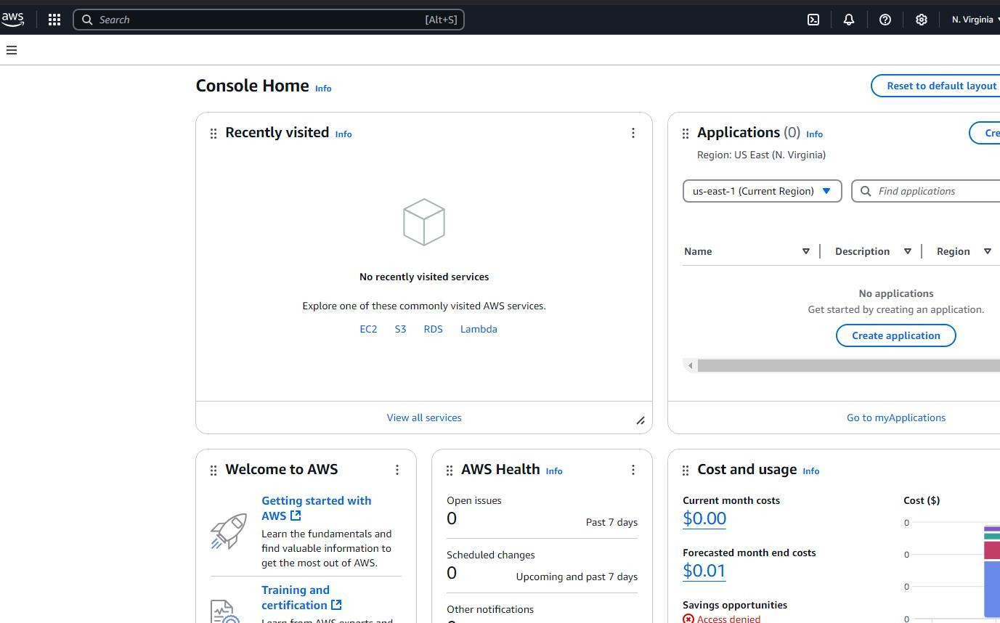 aws
Search [Alt+S]
N. Virginia
Console Home Info
Reset to default layout
Recently visited Info
No recently visited services
Explore one of these commonly visited AWS services.
EC2 S3 RDS Lambda
View all services
Applications (0) Info
Cre
Region: US East (N. Virginia)
us-east-1 (Current Region)
Find applications
Name Description Region
No applications
Get started by creating an application.
Create application
Go to myApplications
Welcome to AWS
Getting started with
AWS
Learn the fundamentals and
find valuable information to
get the most out of AWS.
Training and
certification
Learn from AWS experts and
AWS Health Info
Open issues
0 Past 7 days
Scheduled changes
0 Upcoming and past 7 days
Other notifications
Cost and usage Info
Current month costs
$0.00
Forecasted month end costs
$0.01
Savings opportunities
Access denied
Cost ($)
0
0
0
0